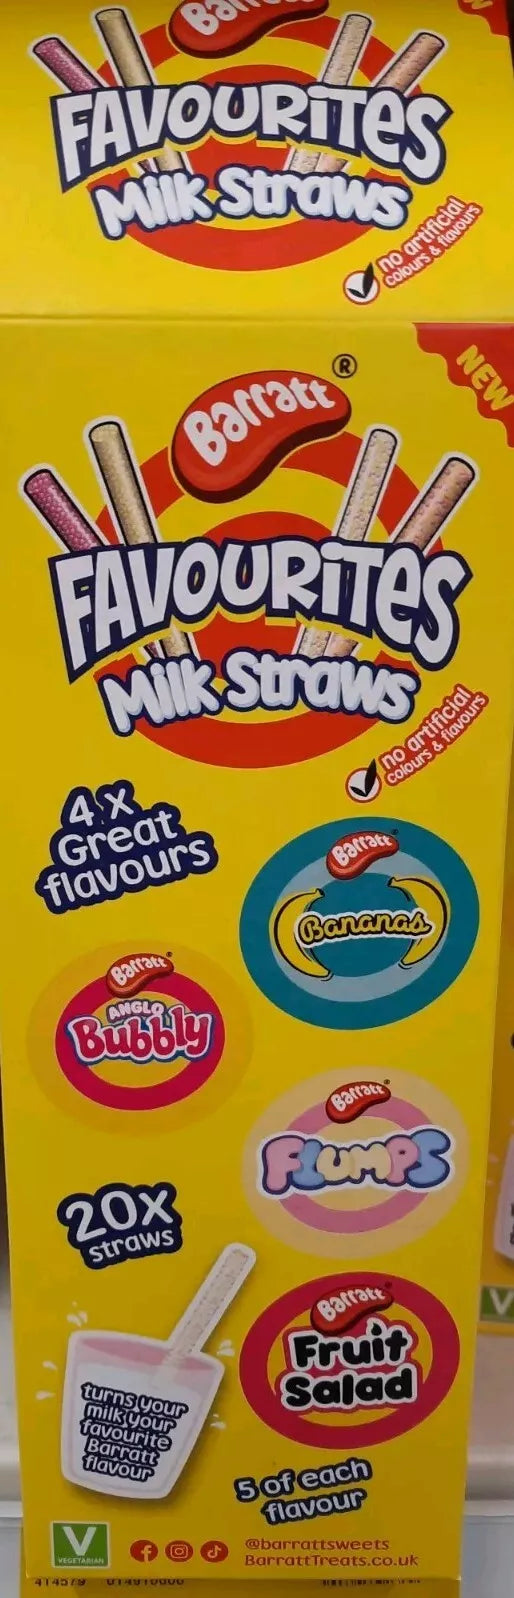 Barratt
NEW
FAVOURITES
Milk Straws
no artificial
colours & flavours
Barratt®
NEW
FAVOURITES
Milk Straws
no artificial
colours & flavours
4 x
Great
flavours
Barratt
Bananas
Barratt
ANGLO
Bubbly
Barratt
FLUMPS
20x
straws
Barratt
Fruit
Salad
turns your
milk your
favourite
Barratt
flavour
5 of each
flavour
V
VEGETARIAN
@barrattsweets
BarrattTreats.co.uk
V